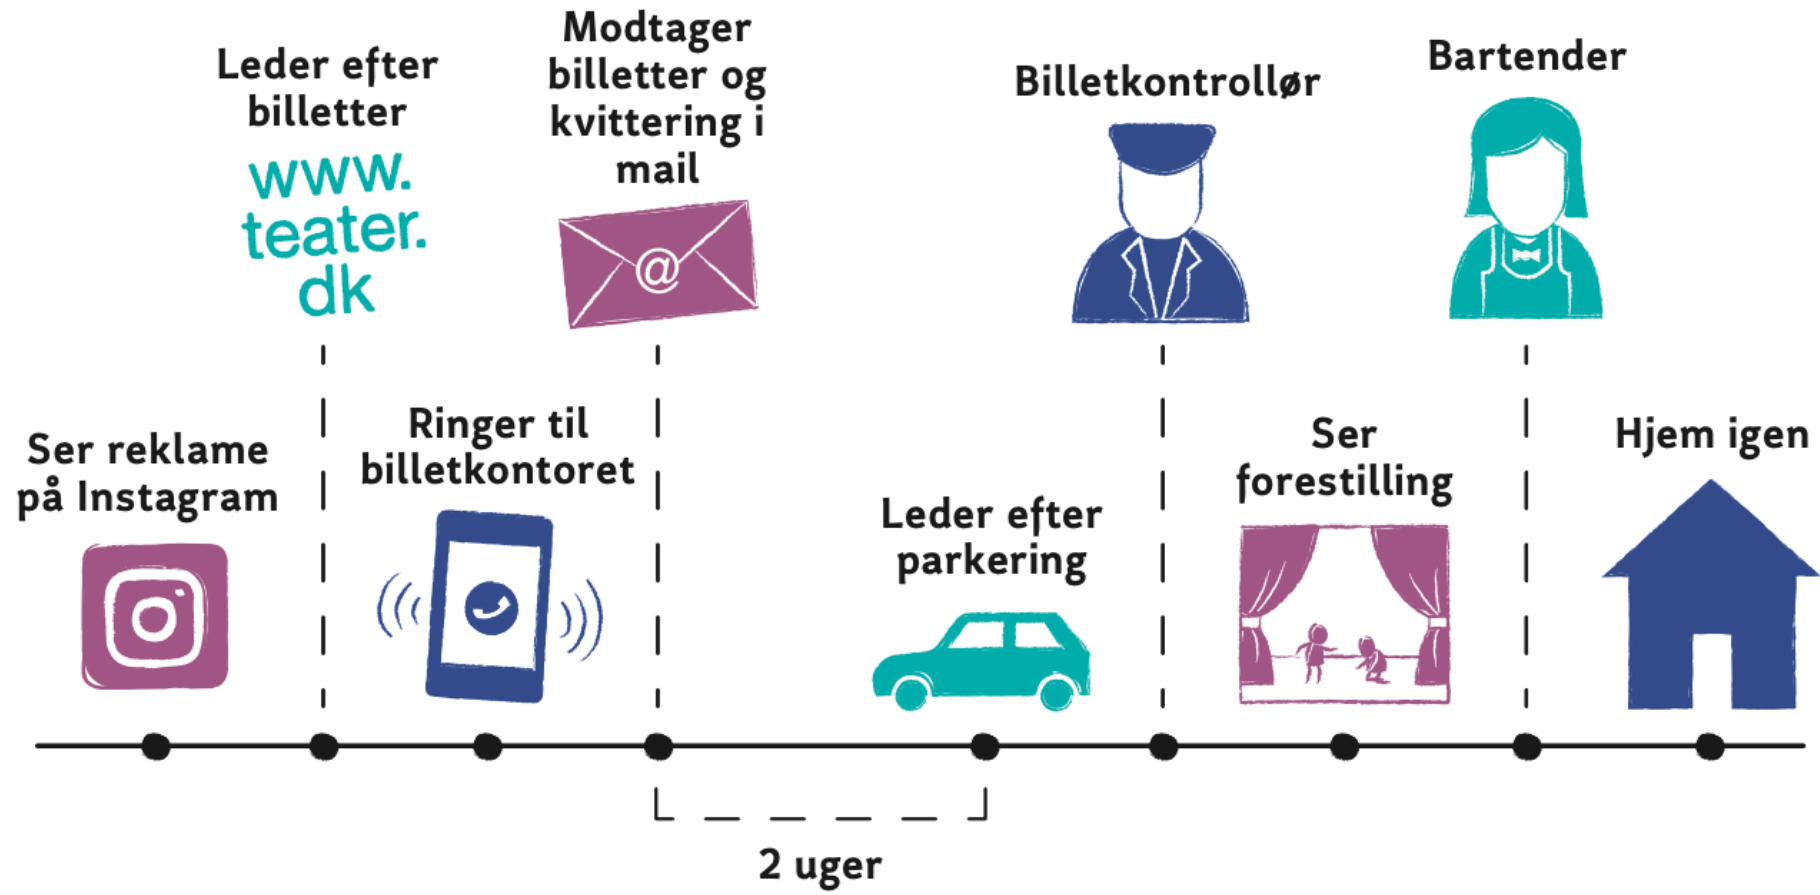 Ser reklame
på Instagram
Leder efter
billetter
www.
teater.
dk
Ringer til
billetkontoret
Modtager
billetter og
kvittering i
mail
@
Leder efter
parkering
Billetkontrollør
Ser
forestilling
Bartender
Hjem igen
2 uger